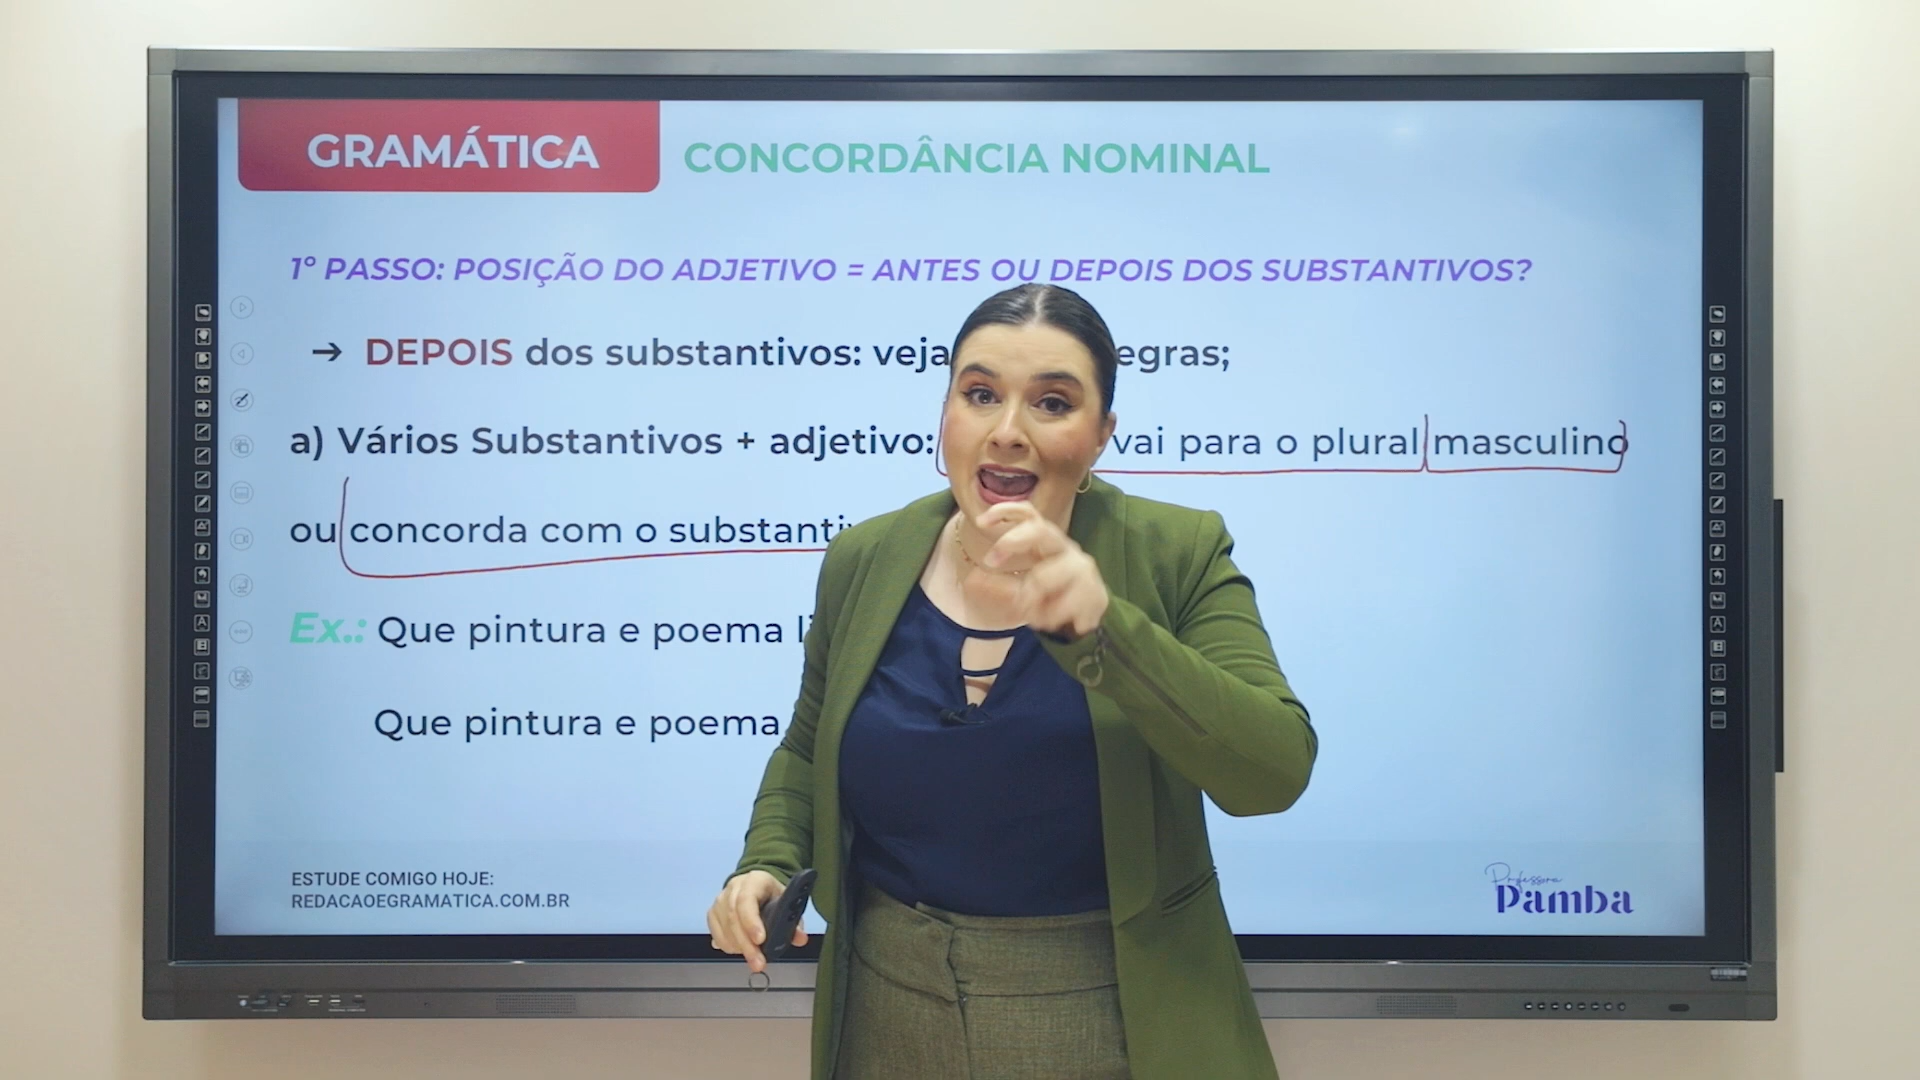 GRAMÁTICA
CONCORDÂNCIA NOMINAL
1º PASSO: POSIÇÃO DO ADJETIVO = ANTES OU DEPOIS DOS SUBSTANTIVOS?
➔ DEPOIS dos substantivos: veja egras;
a) Vários Substantivos + adjetivo: vai para o plural masculino
ou concorda com o substanti
Ex.: Que pintura e poema li
Que pintura e poema
ESTUDE COMIGO HOJE:
REDACAOEGRAMATICA.COM.BR
Professora
Pamba